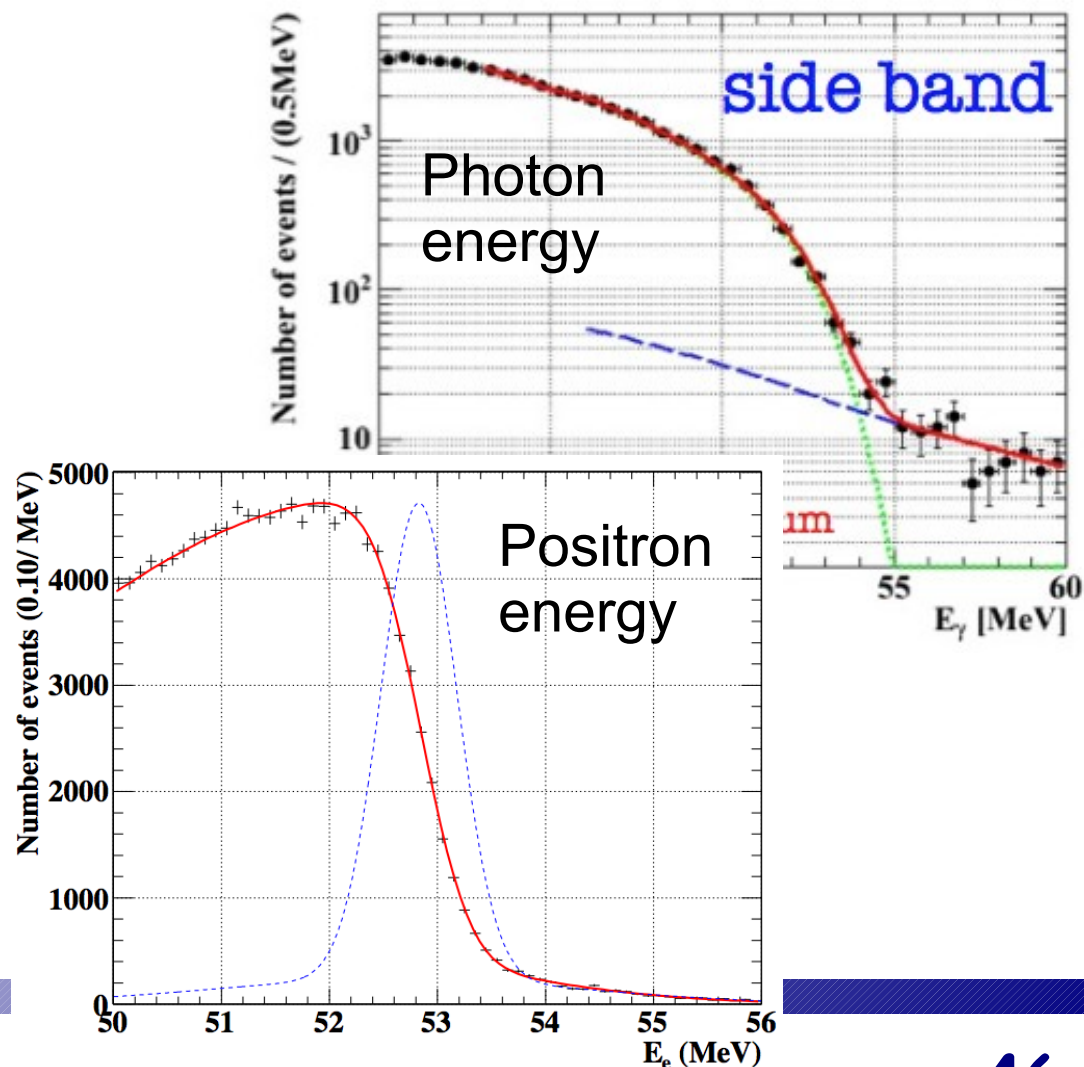 Number of events / (0.5MeV)
side band
Photon
energy
10³
10²
10
um
55
60
Eγ [MeV]
Number of events (0.10/ MeV)
Positron
energy
5000
4000
3000
2000
1000
0
50 51 52 53 54 55 56
Eₑ (MeV)